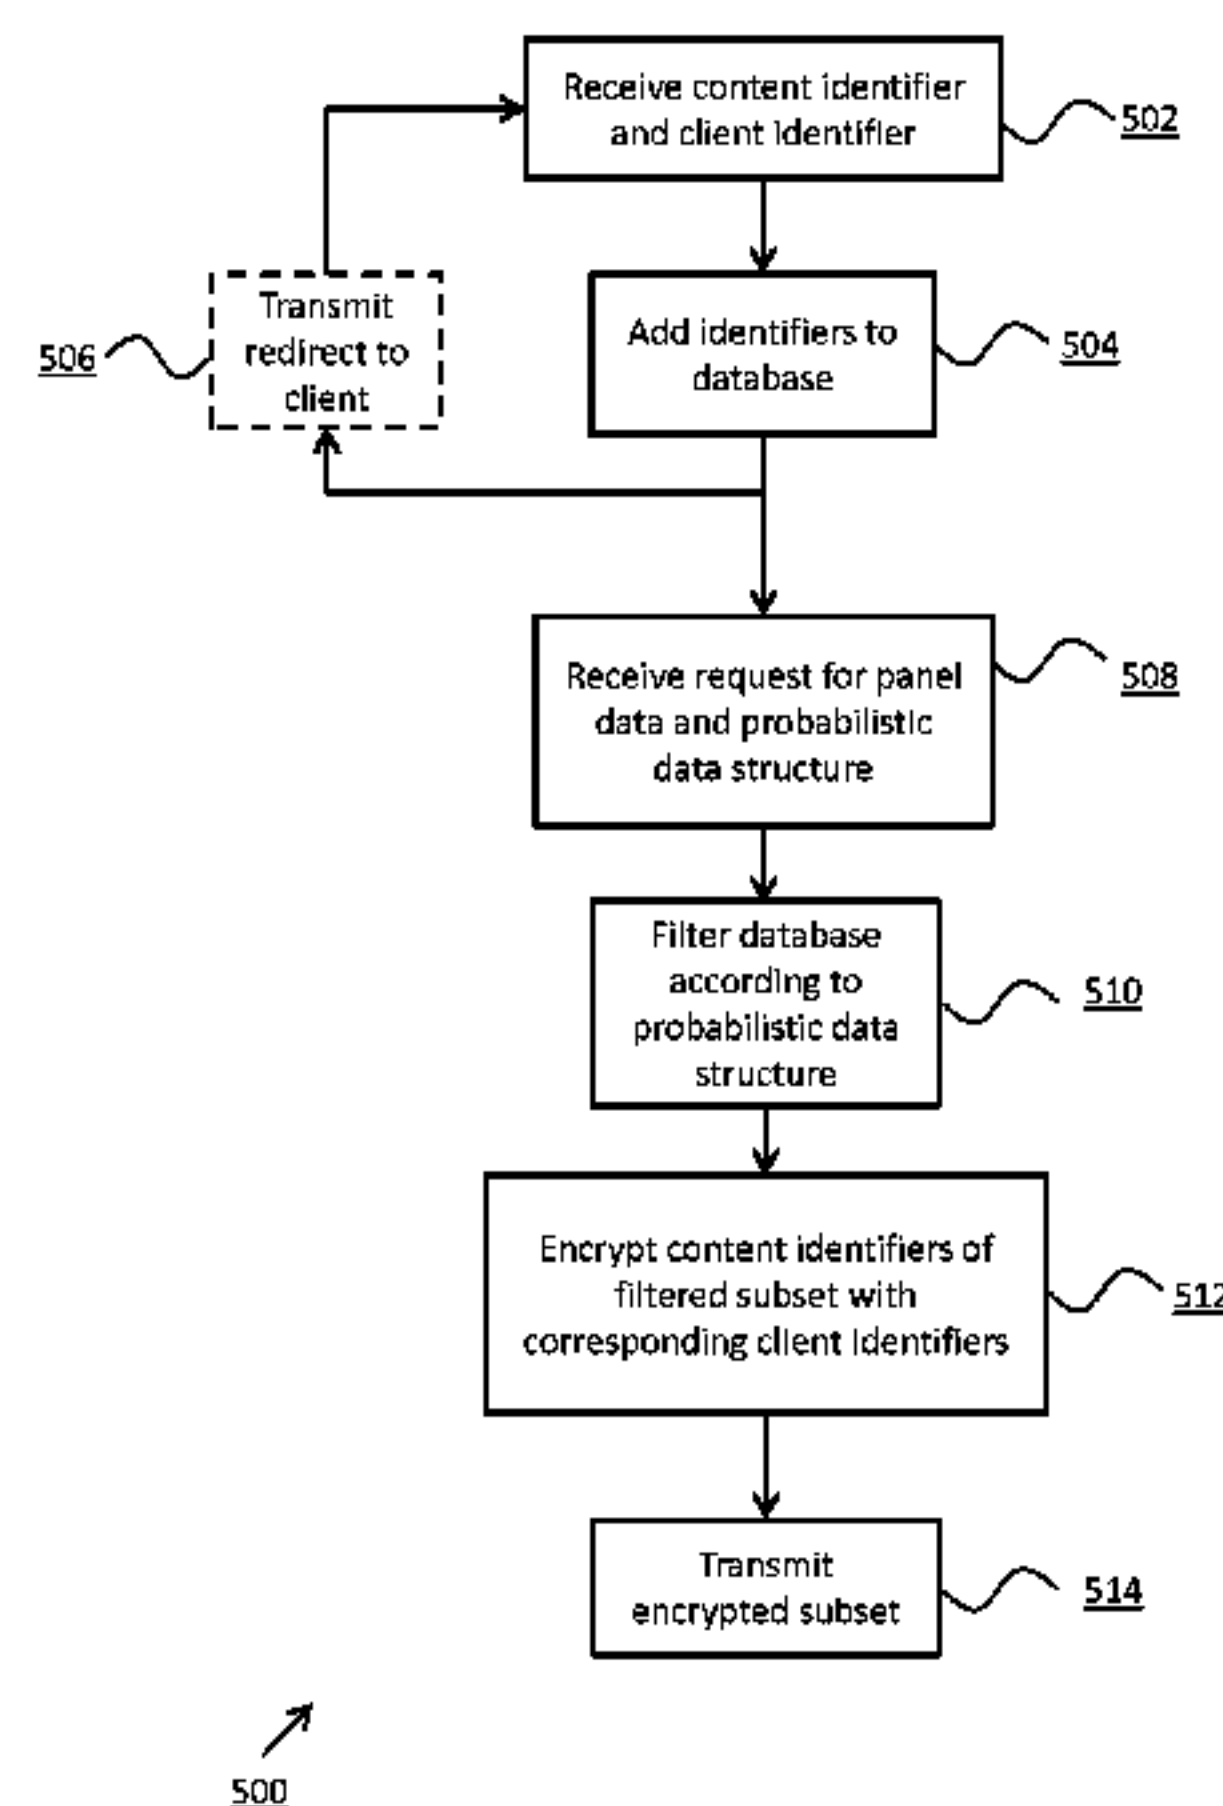 Receive content identifier
and client identifier
502
Transmit
redirect to
client
506
Add identifiers to
database
504
Receive request for panel
data and probabilistic
data structure
508
Filter database
according to
probabilistic data
structure
510
Encrypt content identifiers of
filtered subset with
corresponding client identifiers
512
Transmit
encrypted subset
514
500